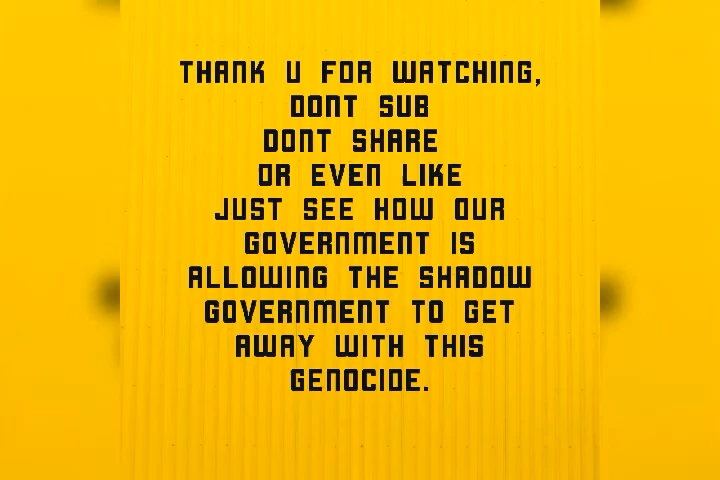 THANK U FOR WATCHING,
DONT SUB
DONT SHARE
OR EVEN LIKE
JUST SEE HOW OUR
GOVERNMENT IS
ALLOWING THE SHADOW
GOVERNMENT TO GET
AWAY WITH THIS
GENOCIDE.